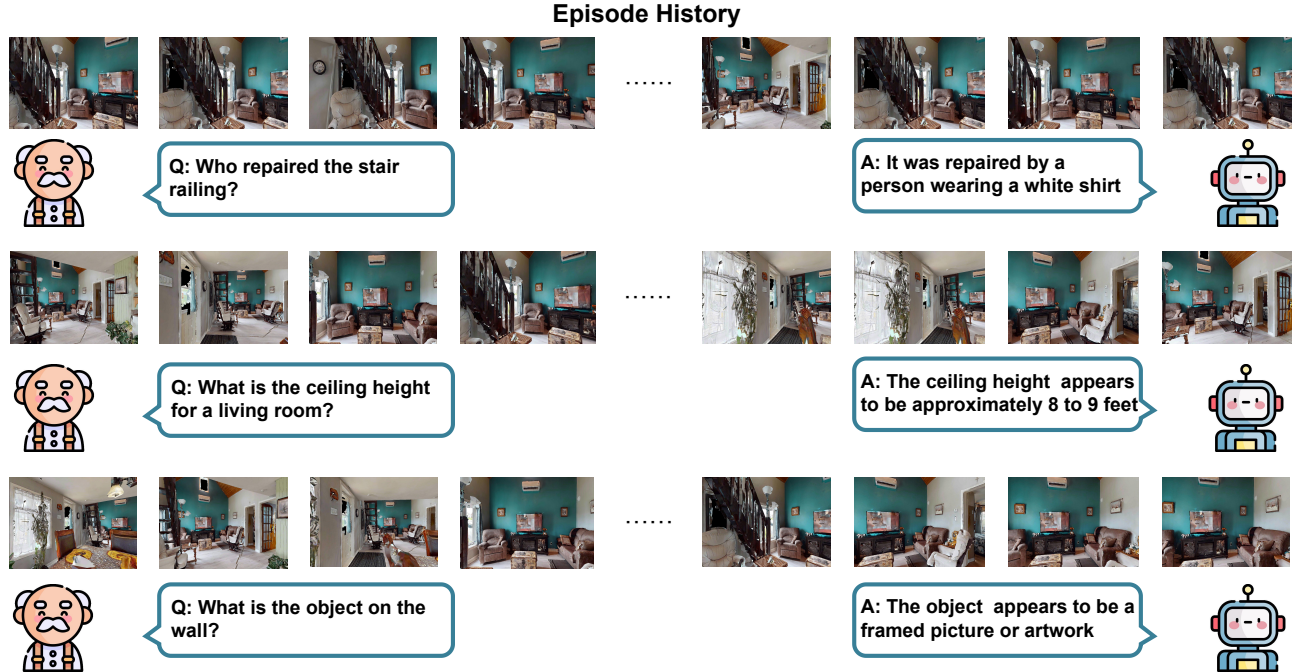 Episode History
......
Q: Who repaired the stair
railing?
A: It was repaired by a
person wearing a white shirt
......
Q: What is the ceiling height
for a living room?
A: The ceiling height appears
to be approximately 8 to 9 feet
......
Q: What is the object on the
wall?
A: The object appears to be a
framed picture or artwork